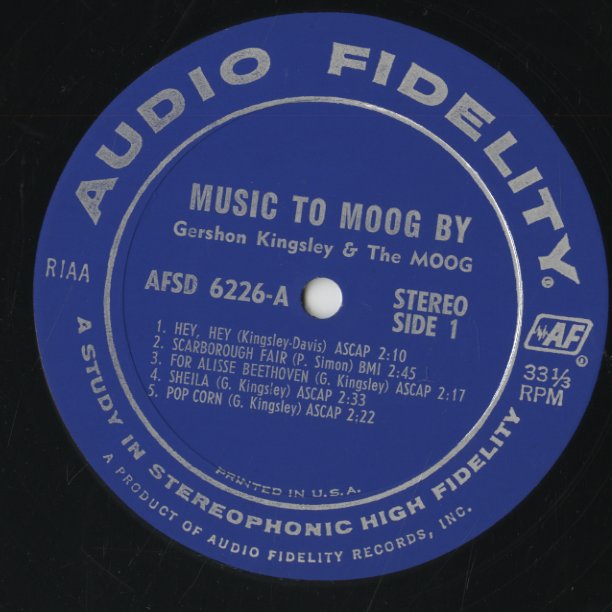 AUDIO FIDELITY®
MUSIC TO MOOG BY
Gershon Kingsley & The MOOG
RIAA
AFSD 6226-A
STEREO
SIDE 1
AF®
33 1/3
RPM
1. HEY, HEY (Kingsley-Davis) ASCAP 2:10
2. SCARBOROUGH FAIR (P. Simon) BMI 2:45
3. FOR ALISSE BEETHOVEN (G. Kingsley) ASCAP 2:17
4. SHEILA (G. Kingsley) ASCAP 2:33
5. POP CORN (G. Kingsley) ASCAP 2:22
PRINTED IN U.S.A.
A STUDY IN STEREOPHONIC HIGH FIDELITY
A PRODUCT OF AUDIO FIDELITY RECORDS, INC.